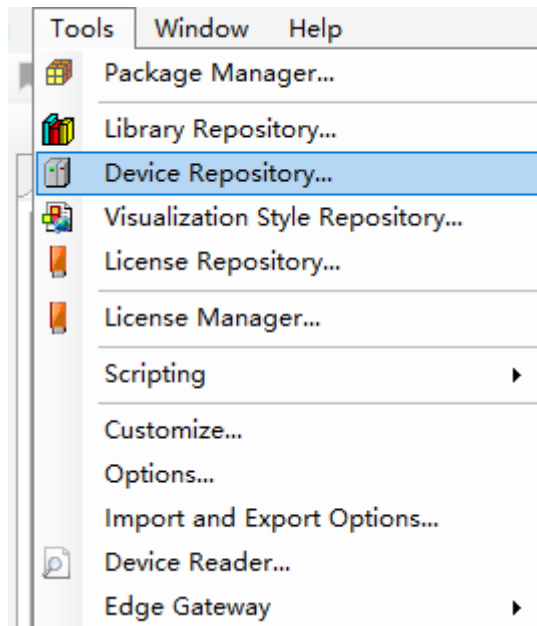 Tools Window Help
Package Manager...
Library Repository...
Device Repository...
Visualization Style Repository...
License Repository...
License Manager...
Scripting
Customize...
Options...
Import and Export Options...
Device Reader...
Edge Gateway